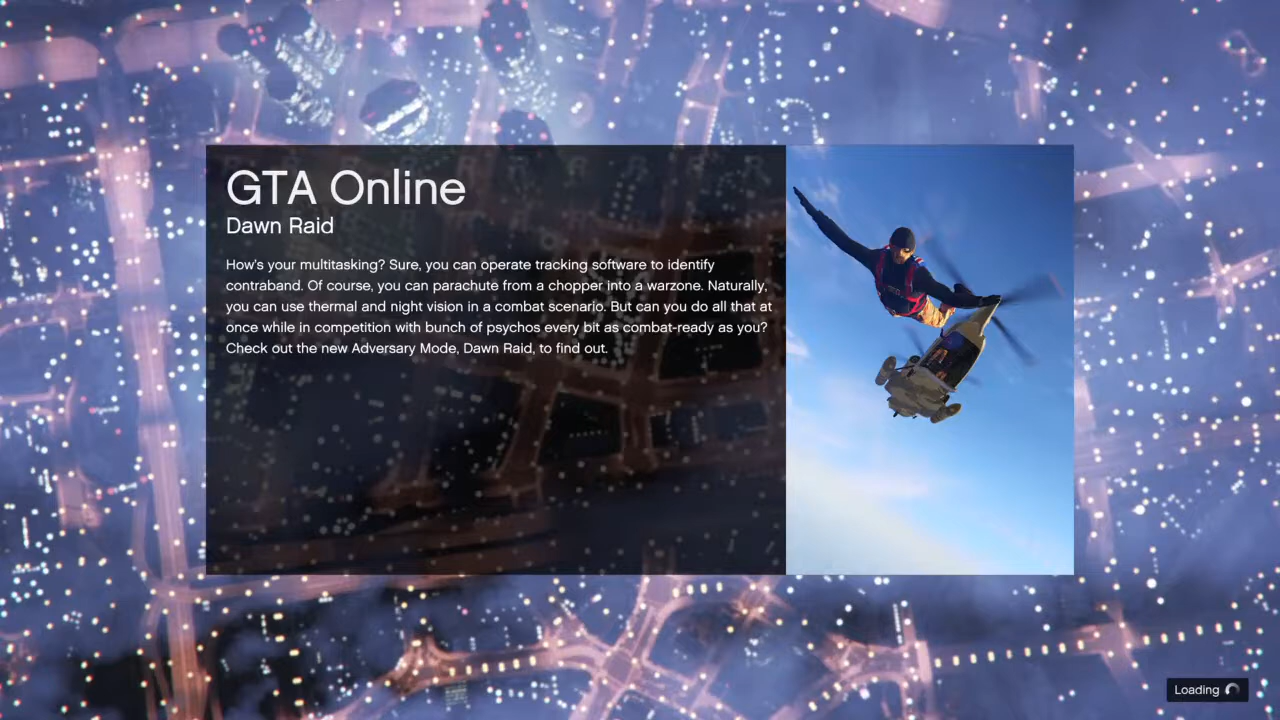 GTA Online
Dawn Raid
How's your multitasking? Sure, you can operate tracking software to identify
contraband. Of course, you can parachute from a chopper into a warzone. Naturally,
you can use thermal and night vision in a combat scenario. But can you do all that at
once while in competition with bunch of psychos every bit as combat-ready as you?
Check out the new Adversary Mode, Dawn Raid, to find out.
Loading